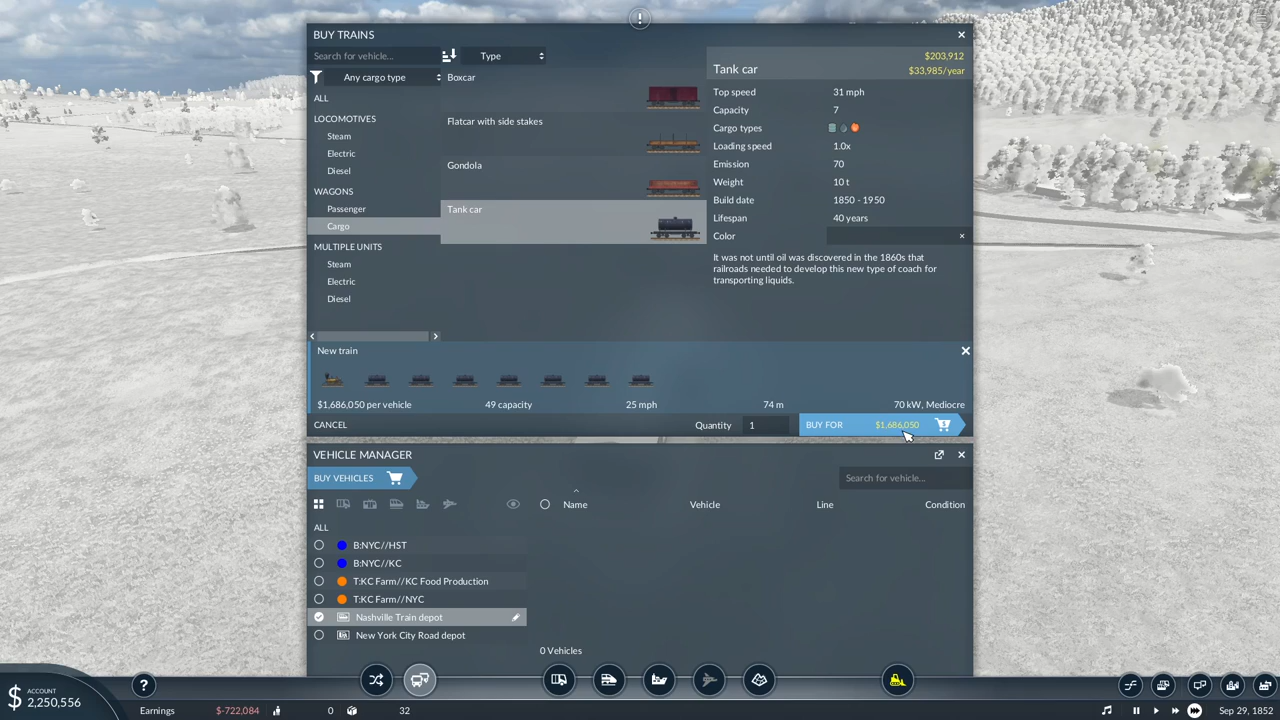 BUY TRAINS
Search for vehicle...
Type
Any cargo type
ALL
LOCOMOTIVES
Steam
Electric
Diesel
WAGONS
Passenger
Cargo
MULTIPLE UNITS
Steam
Electric
Diesel
Boxcar
Flatcar with side stakes
Gondola
Tank car
$203,912
Tank car
$33,985/year
Top speed 31 mph
Capacity 7
Cargo types
Loading speed 1.0x
Emission 70
Weight 10 t
Build date 1850 - 1950
Lifespan 40 years
Color
It was not until oil was discovered in the 1860s that
railroads needed to develop this new type of coach for
transporting liquids.
New train
$1,686,050 per vehicle 49 capacity 25 mph 74 m 70 kW, Mediocre
CANCEL Quantity 1 BUY FOR $1,686,050
VEHICLE MANAGER
BUY VEHICLES
Search for vehicle...
Name Vehicle Line Condition
ALL
B:NYC//HST
B:NYC//KC
T:KC Farm//KC Food Production
T:KC Farm//NYC
Nashville Train depot
New York City Road depot
0 Vehicles
$ ACCOUNT
2,250,556
?
Earnings $-722,084 0 32
Sep 29, 1852